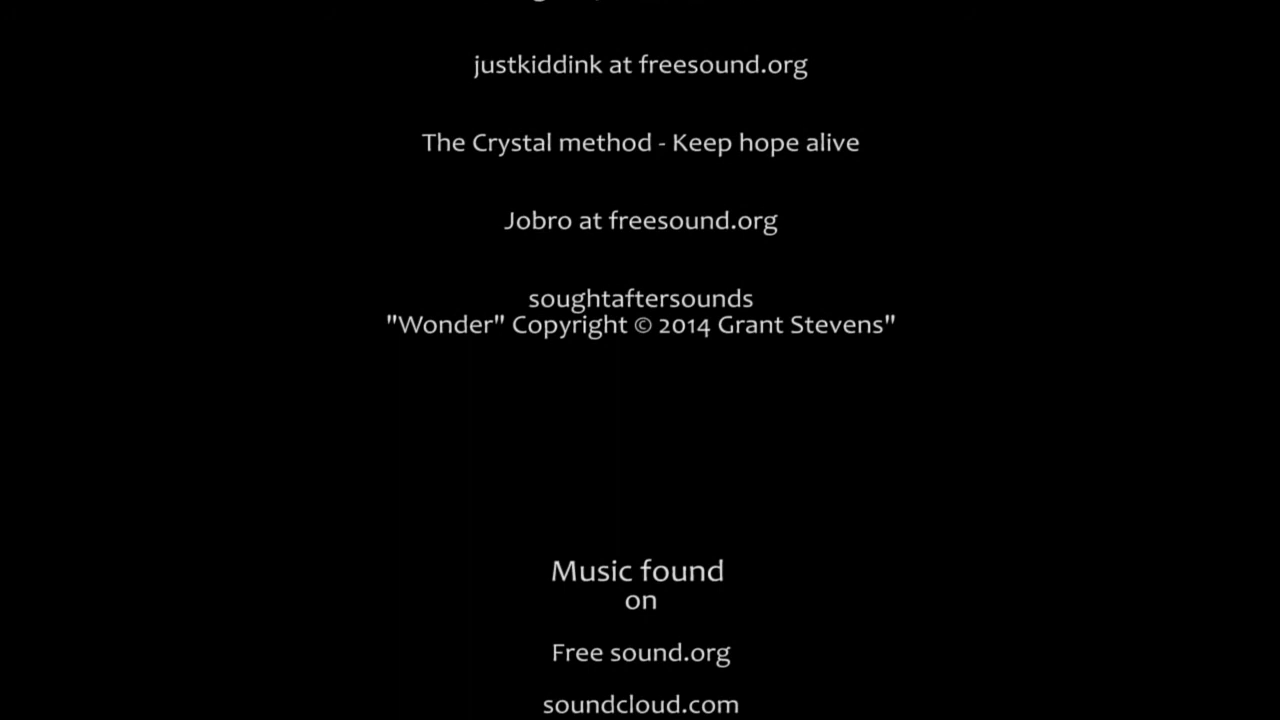 justkiddink at freesound.org
The Crystal method - Keep hope alive
Jobro at freesound.org
soughtaftersounds
"Wonder" Copyright © 2014 Grant Stevens"
Music found
on
Free sound.org
soundcloud.com